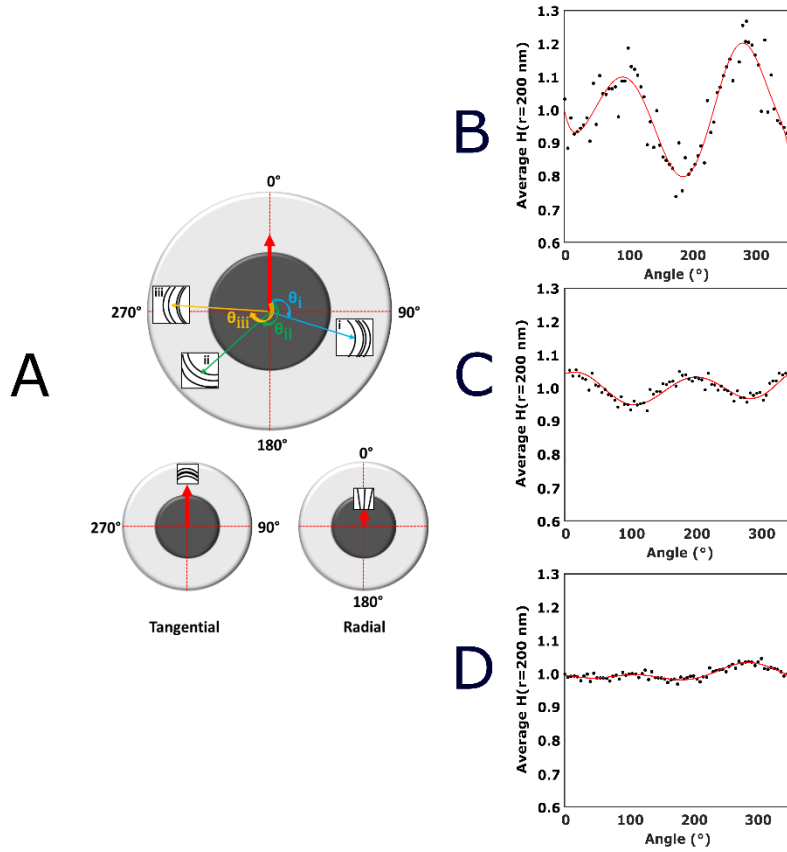 A
0°
iii
270°
θiii
θi
90°
θii
i
ii
180°
0°
270°
90°
180°
Tangential
Radial
B
Average H(r=200 nm)
1.3
1.2
1.1
1.0
0.9
0.8
0.7
0.6
0 100 200 300
Angle (°)
C
Average H(r=200 nm)
1.3
1.2
1.1
1.0
0.9
0.8
0.7
0.6
0 100 200 300
Angle (°)
D
Average H(r=200 nm)
1.3
1.2
1.1
1.0
0.9
0.8
0.7
0.6
0 100 200 300
Angle (°)